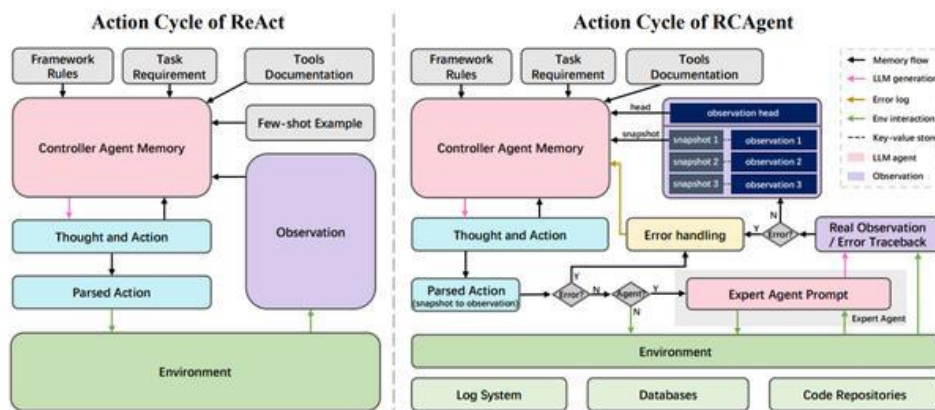 Action Cycle of ReAct
Framework
Rules
Task
Requirement
Tools
Documentation
Few-shot Example
Controller Agent Memory
Observation
Thought and Action
Parsed Action
Environment
Action Cycle of RCAgent
Framework
Rules
Task
Requirement
Tools
Documentation
Controller Agent Memory
head
observation head
snapshot
snapshot 1
observation 1
snapshot 2
observation 2
snapshot 3
observation 3
Memory flow
LLM generation
Error log
Env interaction
Key-value store
LLM agent
Observation
Thought and Action
Error handling
Y
Error?
N
Real Observation
/ Error Traceback
Parsed Action
(snapshot to observation)
Error?
Y
N
Agent?
Y
N
Expert Agent Prompt
Expert Agent
Environment
Log System
Databases
Code Repositories